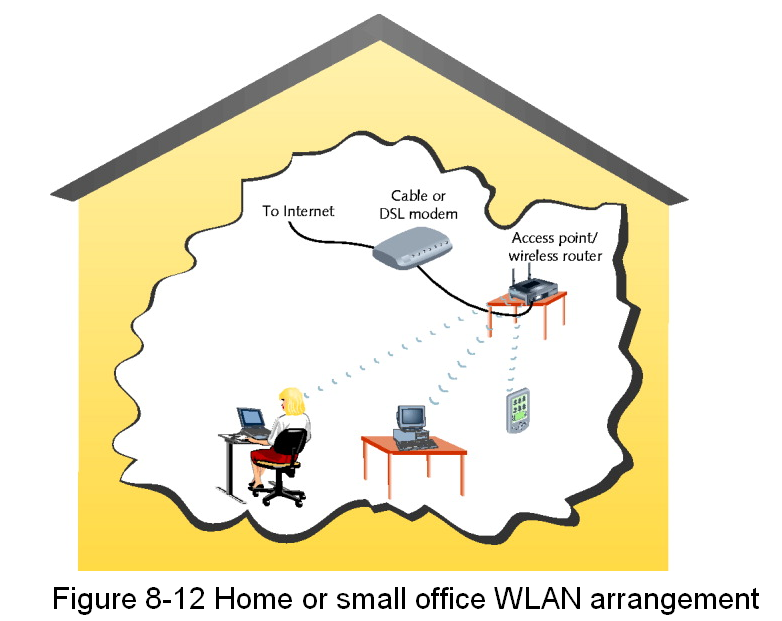 Cable or
DSL modem
To Internet
Access point/
wireless router
Figure 8-12 Home or small office WLAN arrangement